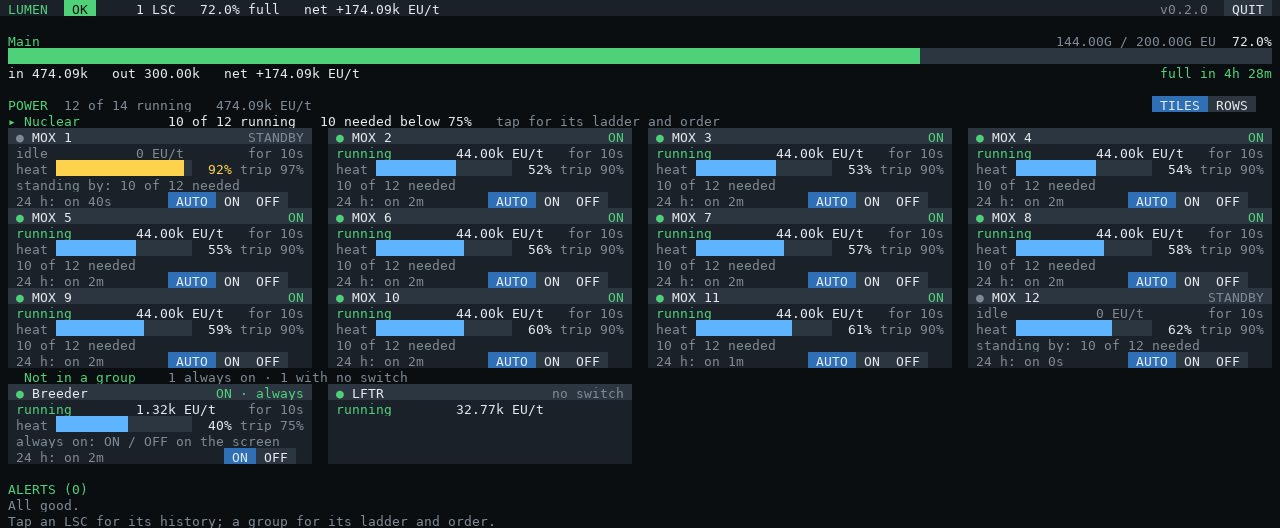 LUMEN OK 1 LSC 72.0% full net +174.09k EU/t v0.2.0 QUIT
Main 144.00G / 200.00G EU 72.0%
in 474.09k out 300.00k net +174.09k EU/t full in 4h 28m
POWER 12 of 14 running 474.09k EU/t TILES ROWS
▸ Nuclear 10 of 12 running 10 needed below 75% tap for its ladder and order
● MOX 1 STANDBY ● MOX 2 ON ● MOX 3 ON ● MOX 4 ON
idle 0 EU/t for 10s running 44.00k EU/t for 10s running 44.00k EU/t for 10s running 44.00k EU/t for 10s
heat 92% trip 97% heat 52% trip 90% heat 53% trip 90% heat 54% trip 90%
standing by: 10 of 12 needed 10 of 12 needed 10 of 12 needed 10 of 12 needed
24 h: on 40s AUTO ON OFF 24 h: on 2m AUTO ON OFF 24 h: on 2m AUTO ON OFF 24 h: on 2m AUTO ON OFF
● MOX 5 ON ● MOX 6 ON ● MOX 7 ON ● MOX 8 ON
running 44.00k EU/t for 10s running 44.00k EU/t for 10s running 44.00k EU/t for 10s running 44.00k EU/t for 10s
heat 55% trip 90% heat 56% trip 90% heat 57% trip 90% heat 58% trip 90%
10 of 12 needed 10 of 12 needed 10 of 12 needed 10 of 12 needed
24 h: on 2m AUTO ON OFF 24 h: on 2m AUTO ON OFF 24 h: on 2m AUTO ON OFF 24 h: on 2m AUTO ON OFF
● MOX 9 ON ● MOX 10 ON ● MOX 11 ON ● MOX 12 STANDBY
running 44.00k EU/t for 10s running 44.00k EU/t for 10s running 44.00k EU/t for 10s idle 0 EU/t for 10s
heat 59% trip 90% heat 60% trip 90% heat 61% trip 90% heat 62% trip 90%
10 of 12 needed 10 of 12 needed 10 of 12 needed standing by: 10 of 12 needed
24 h: on 2m AUTO ON OFF 24 h: on 2m AUTO ON OFF 24 h: on 1m AUTO ON OFF 24 h: on 0s AUTO ON OFF
Not in a group 1 always on · 1 with no switch
● Breeder ON · always ● LFTR no switch
running 1.32k EU/t for 10s running 32.77k EU/t
heat 40% trip 75%
always on: ON / OFF on the screen
24 h: on 2m ON OFF
ALERTS (0)
All good.
Tap an LSC for its history; a group for its ladder and order.